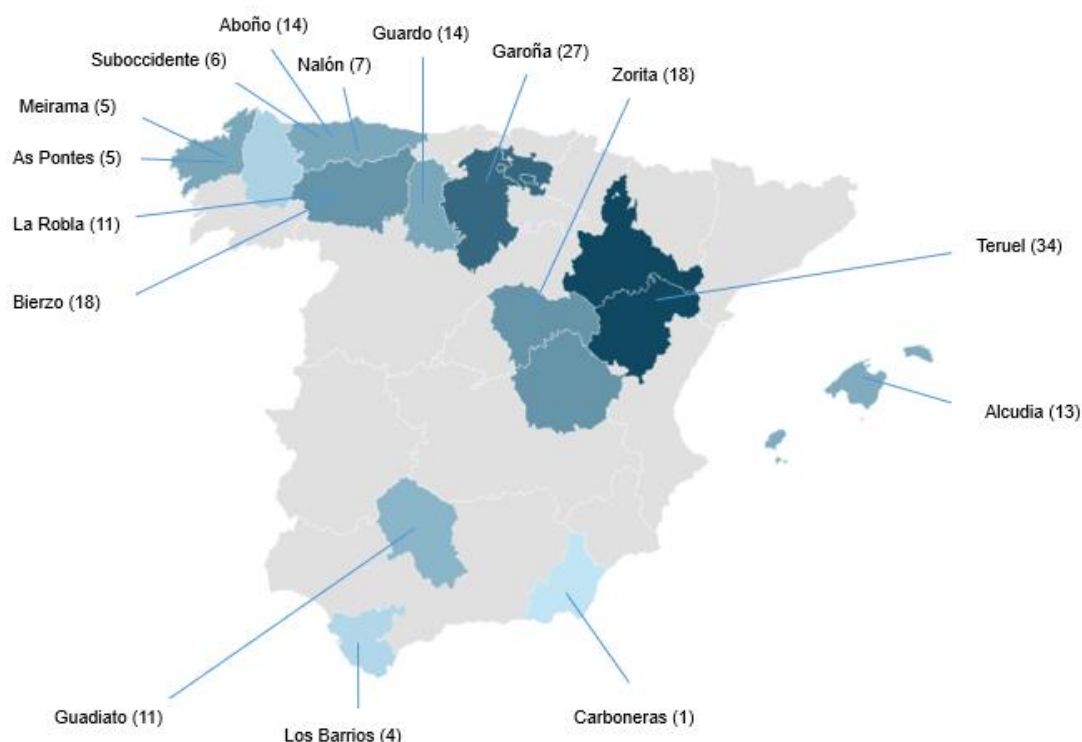 Aboño (14)
Guardo (14)
Garoña (27)
Suboccidente (6)
Nalón (7)
Zorita (18)
Meirama (5)
As Pontes (5)
La Robla (11)
Teruel (34)
Bierzo (18)
Alcudia (13)
Guadiato (11)
Carboneras (1)
Los Barrios (4)